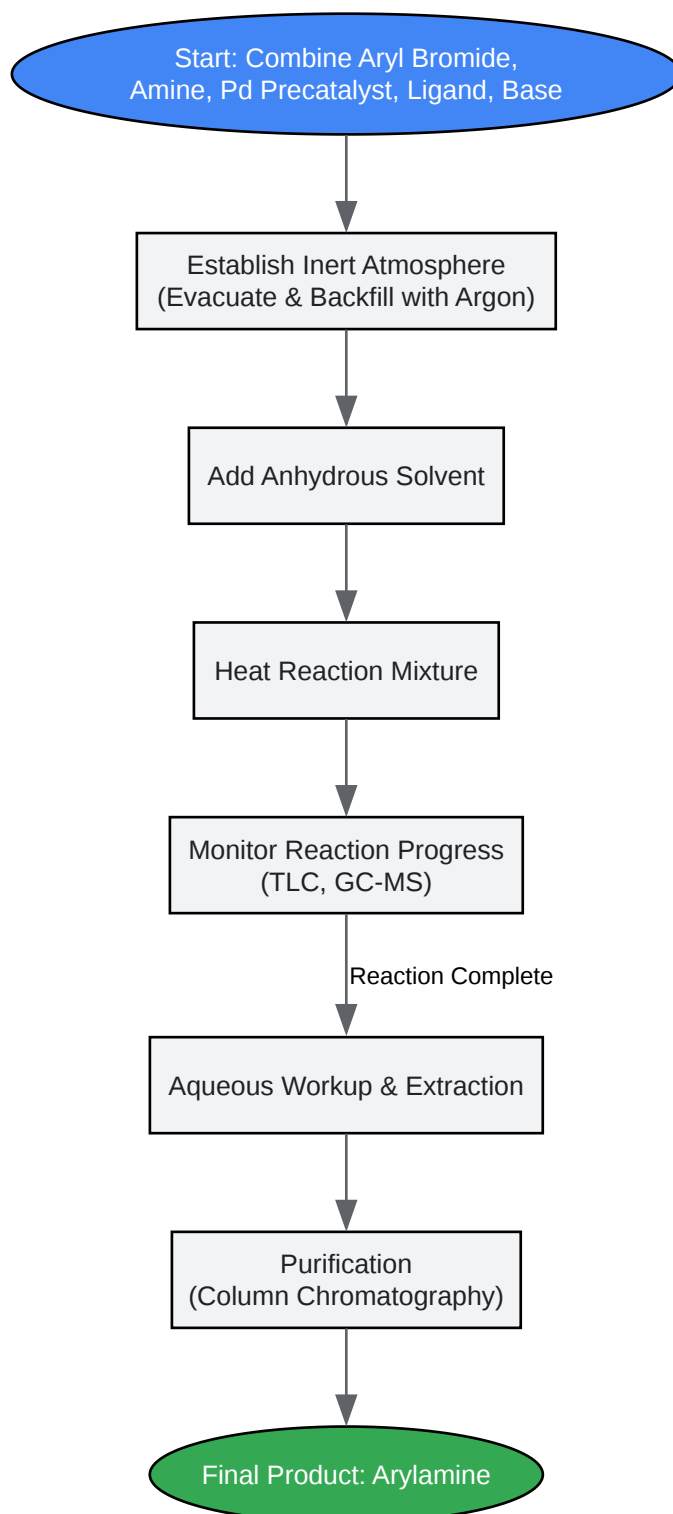 Start: Combine Aryl Bromide,
Amine, Pd Precatalyst, Ligand, Base
Establish Inert Atmosphere
(Evacuate & Backfill with Argon)
Add Anhydrous Solvent
Heat Reaction Mixture
Monitor Reaction Progress
(TLC, GC-MS)
Reaction Complete
Aqueous Workup & Extraction
Purification
(Column Chromatography)
Final Product: Arylamine